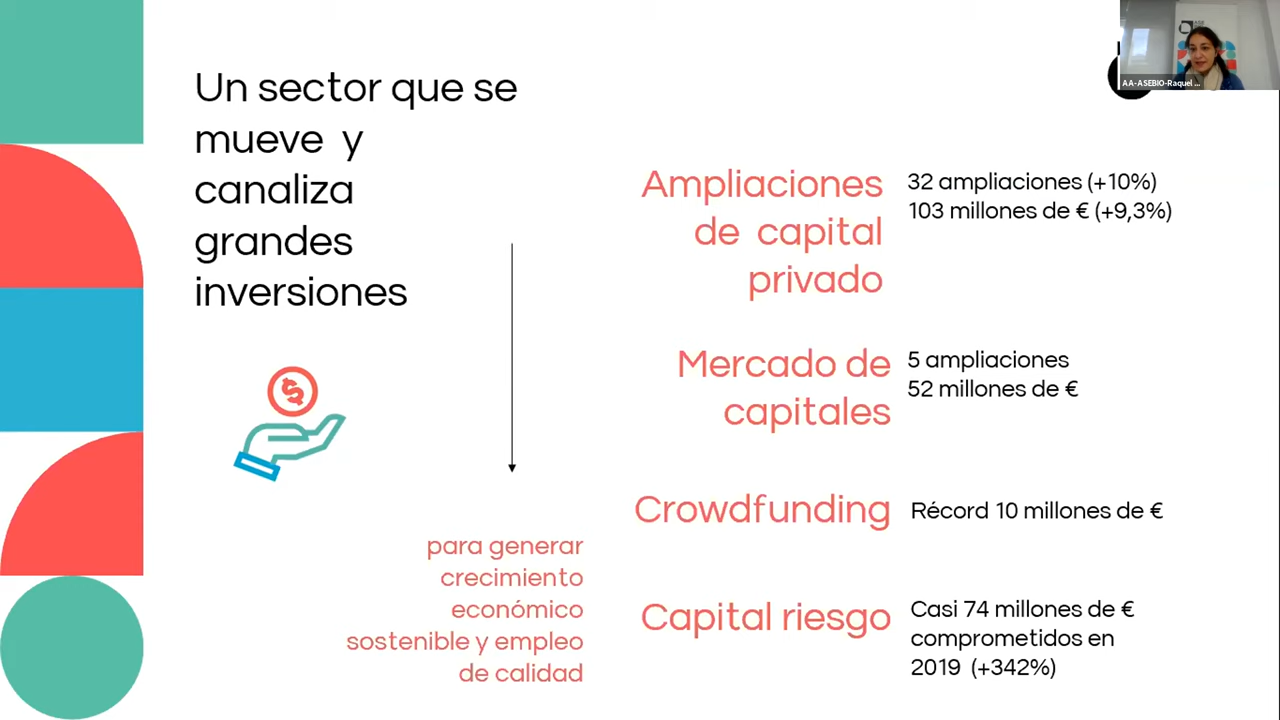 Un sector que se
mueve y
canaliza
grandes
inversiones
para generar
crecimiento
económico
sostenible y empleo
de calidad
Ampliaciones
de capital
privado
32 ampliaciones (+10%)
103 millones de € (+9,3%)
Mercado de
capitales
5 ampliaciones
52 millones de €
Crowdfunding
Récord 10 millones de €
Capital riesgo
Casi 74 millones de €
comprometidos en
2019 (+342%)
AA-ASEBIO-Raquel ...